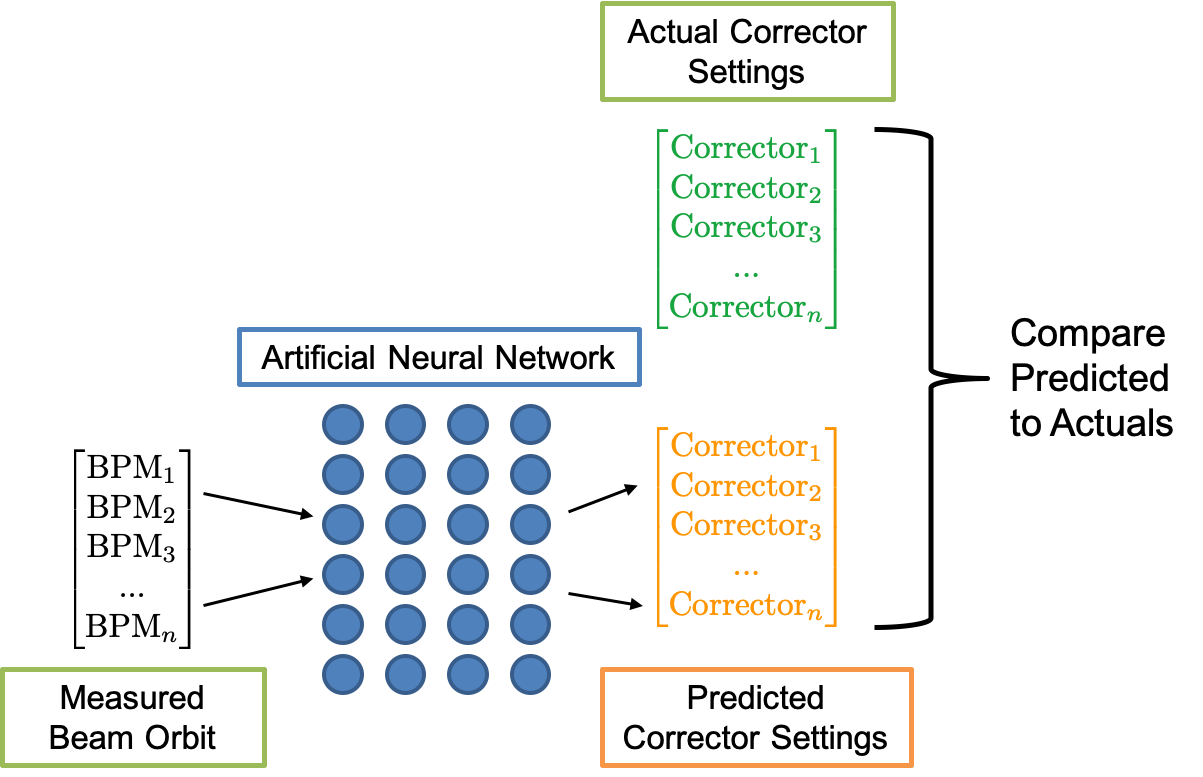 Actual Corrector
Settings
Corrector₁
Corrector₂
Corrector₃
...
Correctorₙ
Compare
Predicted
to Actuals
Artificial Neural Network
BPM₁
BPM₂
BPM₃
...
BPMₙ
Measured
Beam Orbit
Corrector₁
Corrector₂
Corrector₃
...
Correctorₙ
Predicted
Corrector Settings